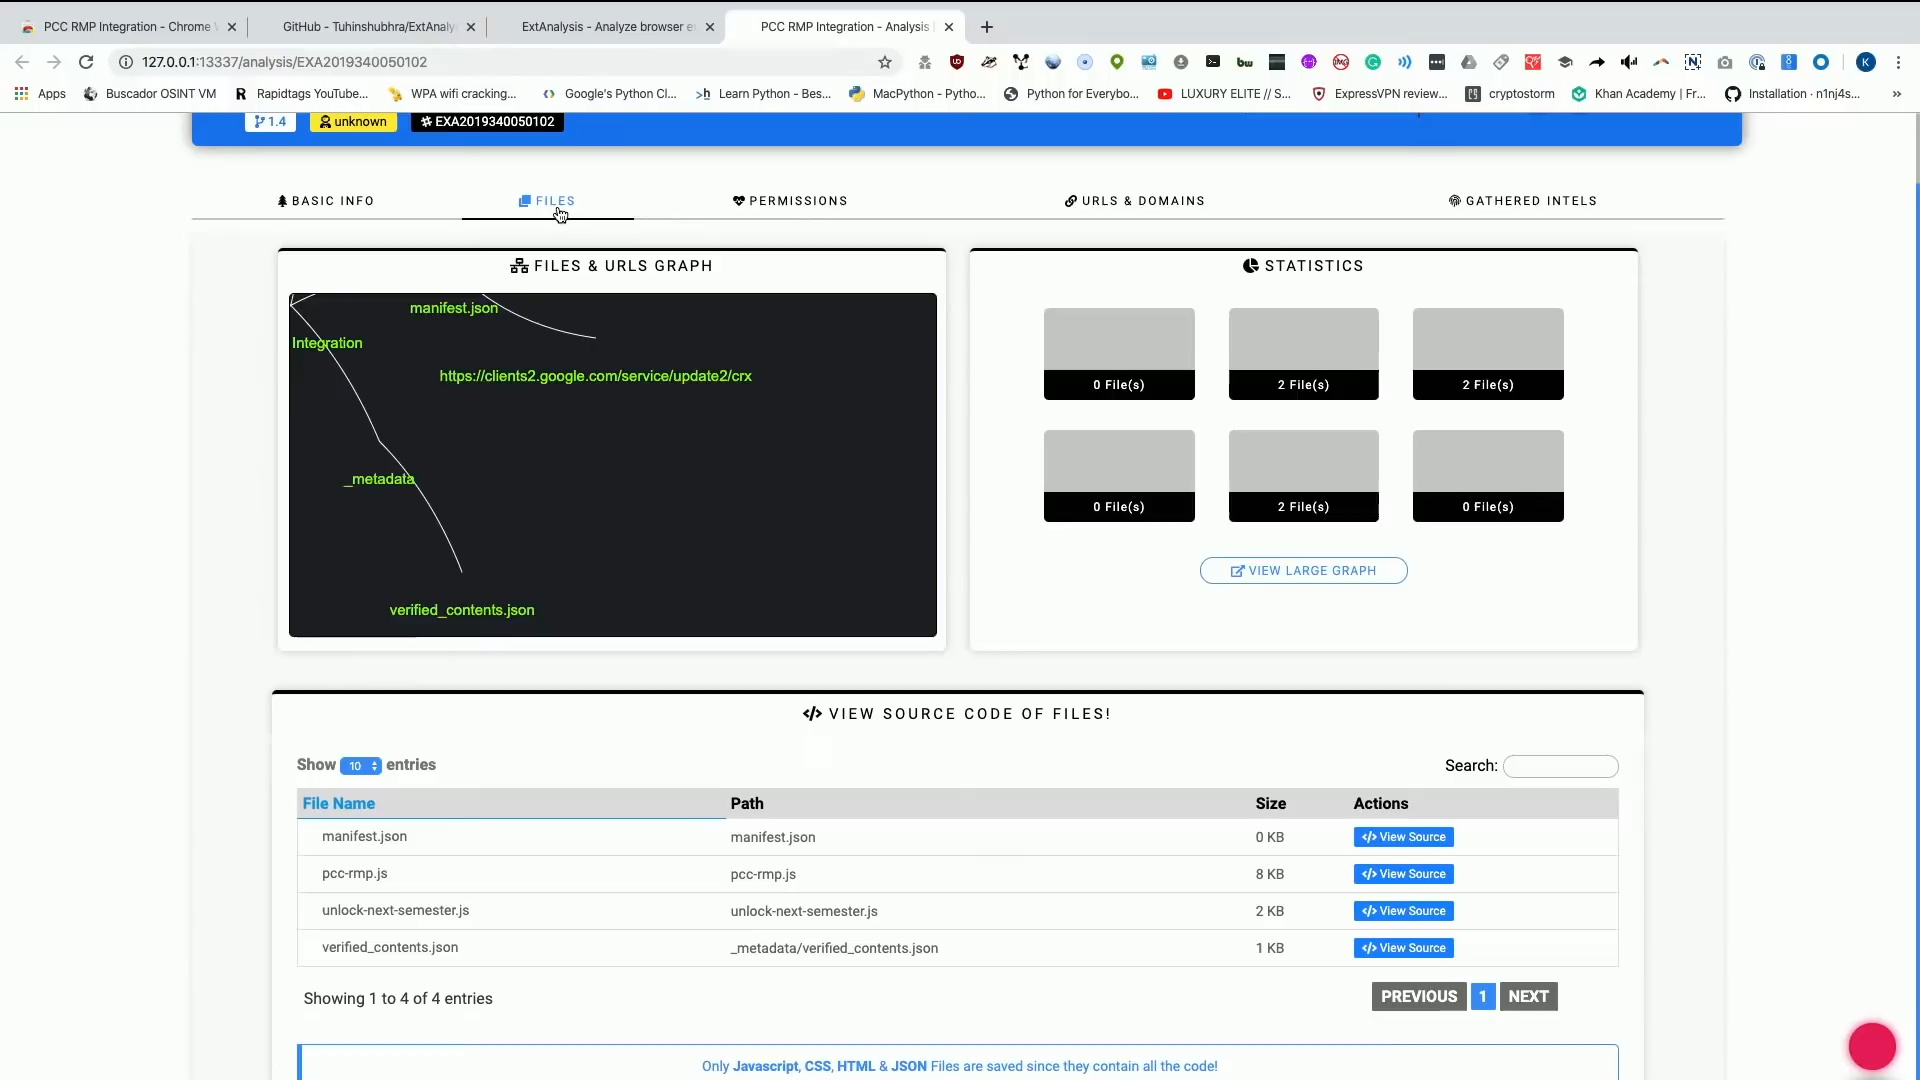 PCC RMP Integration - Chrome
GitHub - Tuhinshubhra/ExtAnaly
ExtAnalysis - Analyze browser e
PCC RMP Integration - Analysis
127.0.0.1:13337/analysis/EXA2019340050102
Apps
Buscador OSINT VM
Rapidtags YouTube...
WPA wifi cracking...
Google's Python Cl...
Learn Python - Bes...
MacPython - Pytho...
Python for Everybo...
LUXURY ELITE // S...
ExpressVPN review...
cryptostorm
Khan Academy | Fr...
Installation · n1nj4s...
»
1.4
unknown
EXA2019340050102
BASIC INFO
FILES
PERMISSIONS
URLS & DOMAINS
GATHERED INTELS
FILES & URLS GRAPH
manifest.json
Integration
https://clients2.google.com/service/update2/crx
_metadata
verified_contents.json
STATISTICS
0 File(s)
2 File(s)
2 File(s)
0 File(s)
2 File(s)
0 File(s)
VIEW LARGE GRAPH
</> VIEW SOURCE CODE OF FILES!
Show 10 entries
Search:
File Name Path Size Actions
manifest.json manifest.json 0 KB </> View Source
pcc-rmp.js pcc-rmp.js 8 KB </> View Source
unlock-next-semester.js unlock-next-semester.js 2 KB </> View Source
verified_contents.json _metadata/verified_contents.json 1 KB </> View Source
Showing 1 to 4 of 4 entries
PREVIOUS 1 NEXT
Only Javascript, CSS, HTML & JSON Files are saved since they contain all the code!